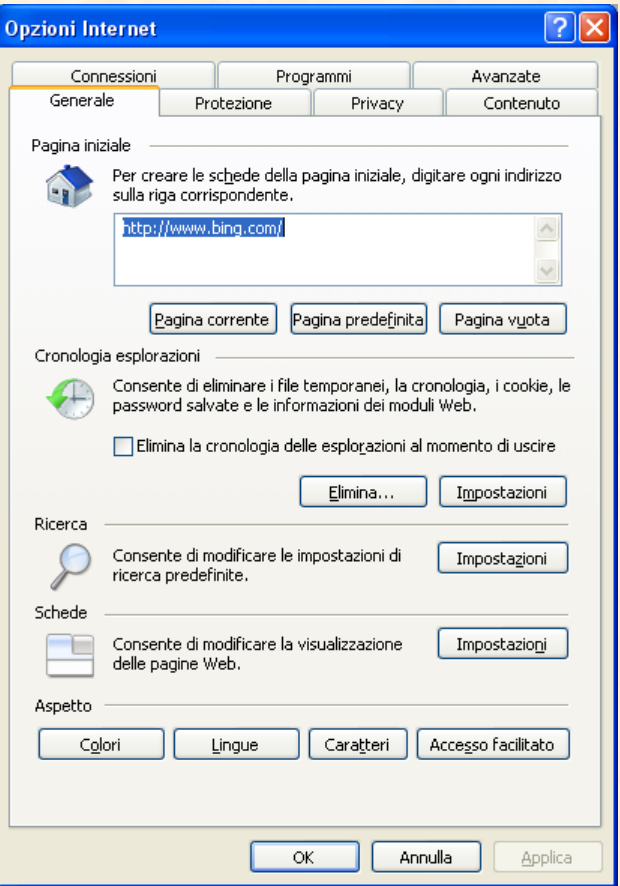 Opzioni Internet
Connessioni Programmi Avanzate
Generale Protezione Privacy Contenuto
Pagina iniziale
Per creare le schede della pagina iniziale, digitare ogni indirizzo
sulla riga corrispondente.
http://www.bing.com/
Pagina corrente Pagina predefinita Pagina vuota
Cronologia esplorazioni
Consente di eliminare i file temporanei, la cronologia, i cookie, le
password salvate e le informazioni dei moduli Web.
Elimina la cronologia delle esplorazioni al momento di uscire
Elimina... Impostazioni
Ricerca
Consente di modificare le impostazioni di
ricerca predefinite.
Impostazioni
Schede
Consente di modificare la visualizzazione
delle pagine Web.
Impostazioni
Aspetto
Colori Lingue Caratteri Accesso facilitato
OK Annulla Applica